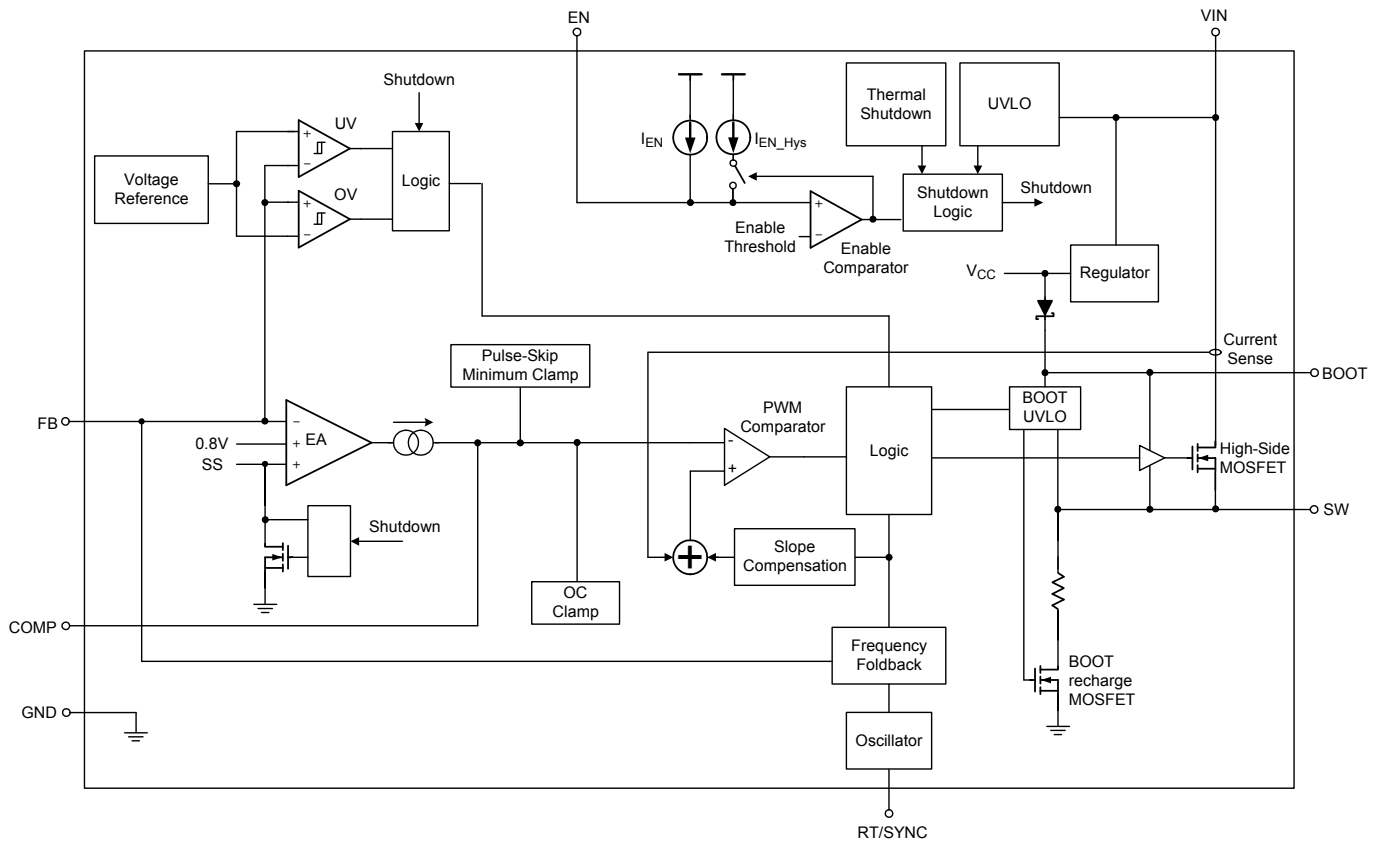 EN
VIN
Shutdown
UV
Voltage
Reference
Logic
OV
I_EN
I_EN_Hys
Thermal
Shutdown
UVLO
Shutdown
Logic
Shutdown
+
−
+
−
+
−
Enable
Threshold
Enable
Comparator
V_CC
Regulator
Current
Sense
BOOT
Pulse-Skip
Minimum Clamp
BOOT
UVLO
FB
−
0.8V
+
EA
SS
+
PWM
Comparator
-
+
Logic
High-Side
MOSFET
SW
Shutdown
+
Slope
Compensation
OC
Clamp
COMP
Frequency
Foldback
BOOT
recharge
MOSFET
GND
Oscillator
RT/SYNC